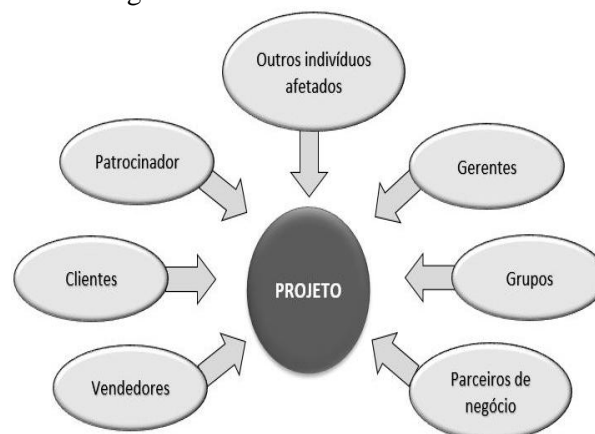 Outros indivíduos
afetados
Patrocinador
Gerentes
Clientes
PROJETO
Grupos
Vendedores
Parceiros de
negócio